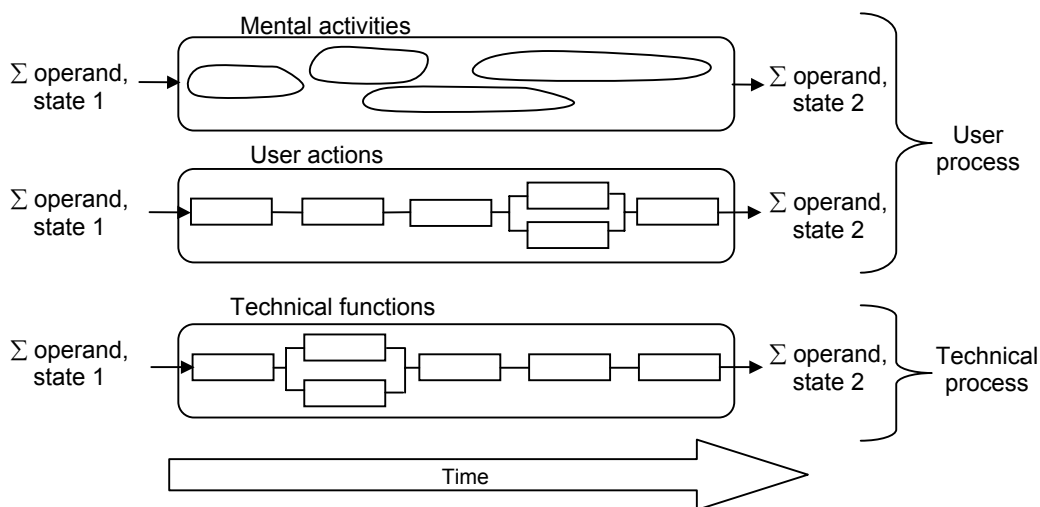 Mental activities
∑ operand,
state 1
∑ operand,
state 2
User
process
User actions
∑ operand,
state 1
∑ operand,
state 2
Technical functions
∑ operand,
state 1
∑ operand,
state 2
Technical
process
Time